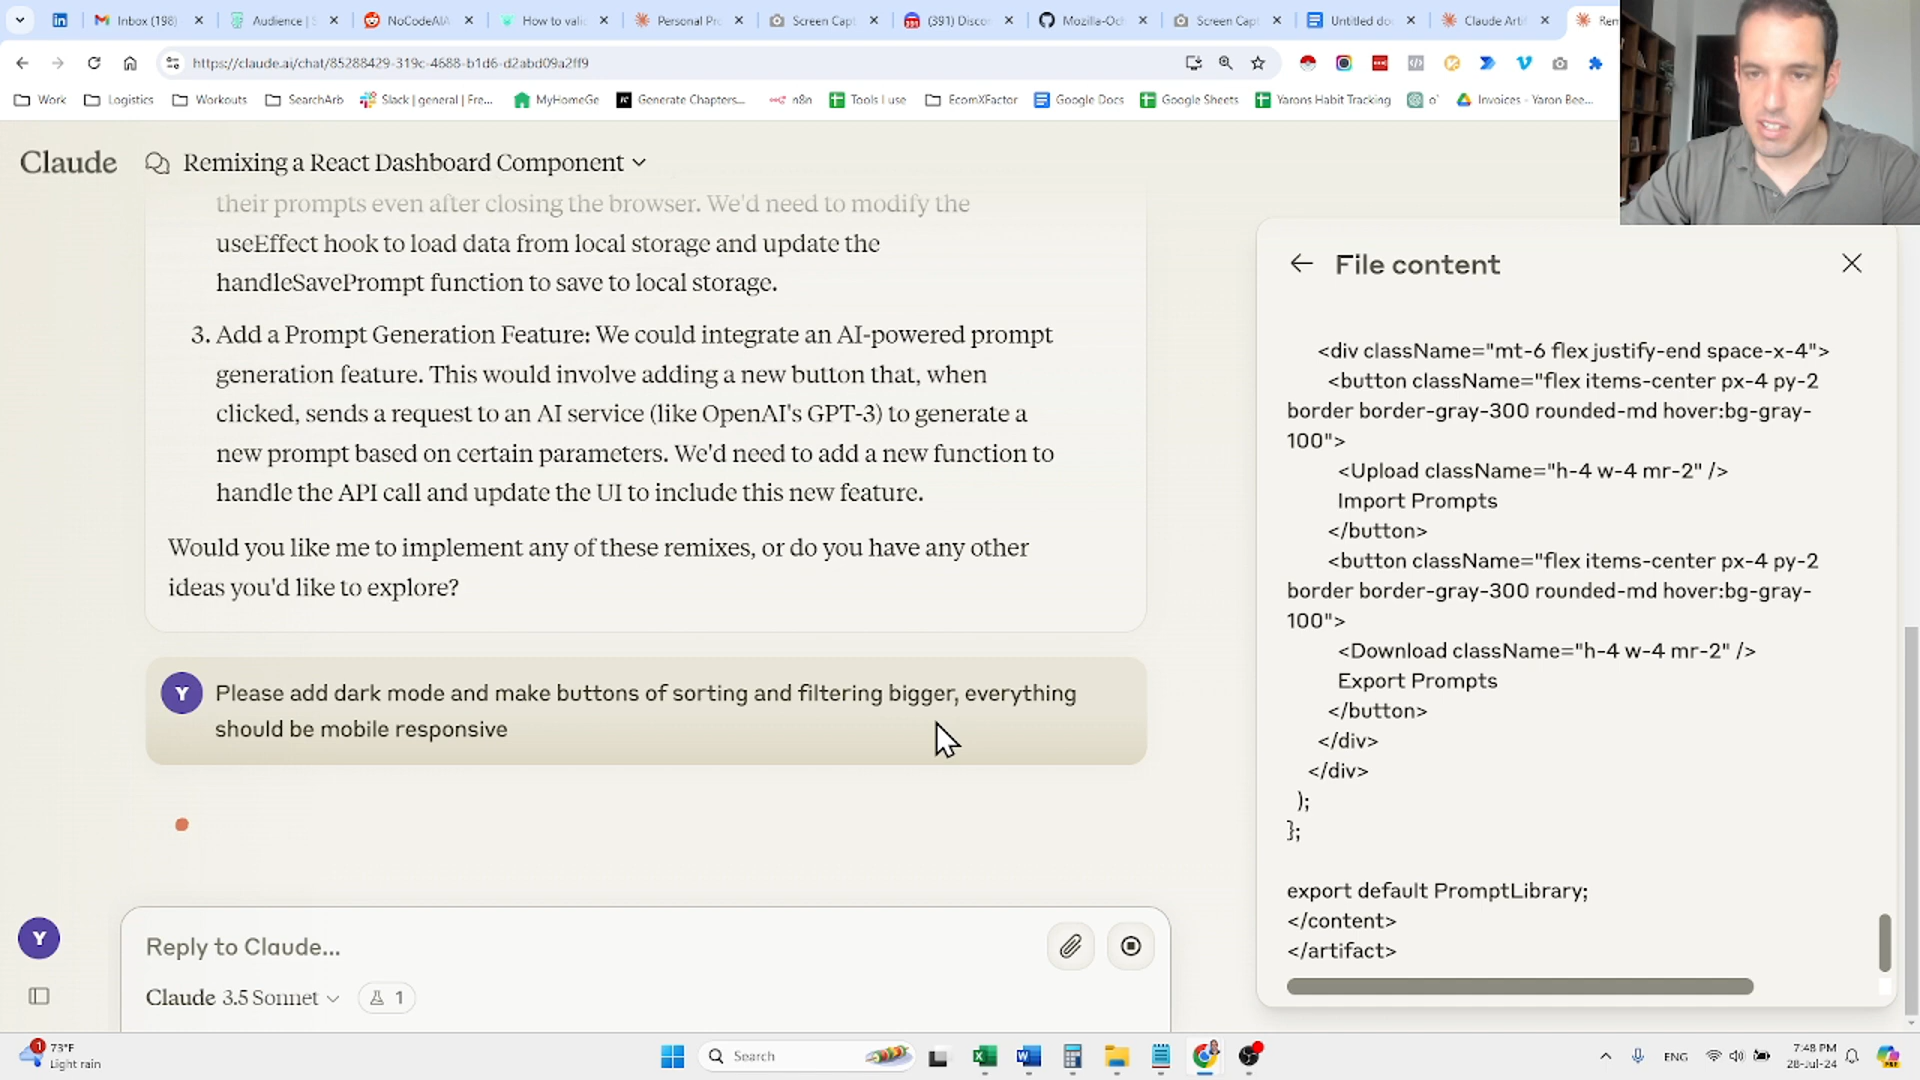 Inbox (198)
Audience | S
NoCodeAIA
How to valid
Personal Pro
Screen Capt
(391) Discor
Mozilla-Och
Screen Capt
Untitled do
Claude Arti
Rem
https://claude.ai/chat/85288429-319c-4688-b1d6-d2abd09a2ff9
Work
Logistics
Workouts
SearchArb
Slack | general | Fre...
MyHomeGe
Generate Chapters...
n8n
Tools I use
EcomXFactor
Google Docs
Google Sheets
Yarons Habit Tracking
Invoices - Yaron Bee...
Claude
Remixing a React Dashboard Component
their prompts even after closing the browser. We'd need to modify the
useEffect hook to load data from local storage and update the
handleSavePrompt function to save to local storage.
3. Add a Prompt Generation Feature: We could integrate an AI-powered prompt
generation feature. This would involve adding a new button that, when
clicked, sends a request to an AI service (like OpenAI's GPT-3) to generate a
new prompt based on certain parameters. We'd need to add a new function to
handle the API call and update the UI to include this new feature.
Would you like me to implement any of these remixes, or do you have any other
ideas you'd like to explore?
Y
Please add dark mode and make buttons of sorting and filtering bigger, everything
should be mobile responsive
Y
Reply to Claude...
Claude 3.5 Sonnet
1
File content
<div className="mt-6 flex justify-end space-x-4">
<button className="flex items-center px-4 py-2
border border-gray-300 rounded-md hover:bg-gray-
100">
<Upload className="h-4 w-4 mr-2" />
Import Prompts
</button>
<button className="flex items-center px-4 py-2
border border-gray-300 rounded-md hover:bg-gray-
100">
<Download className="h-4 w-4 mr-2" />
Export Prompts
</button>
</div>
</div>
);
};
export default PromptLibrary;
</content>
</artifact>
1
73°F
Light rain
Search
ENG
7:48 PM
28-Jul-24